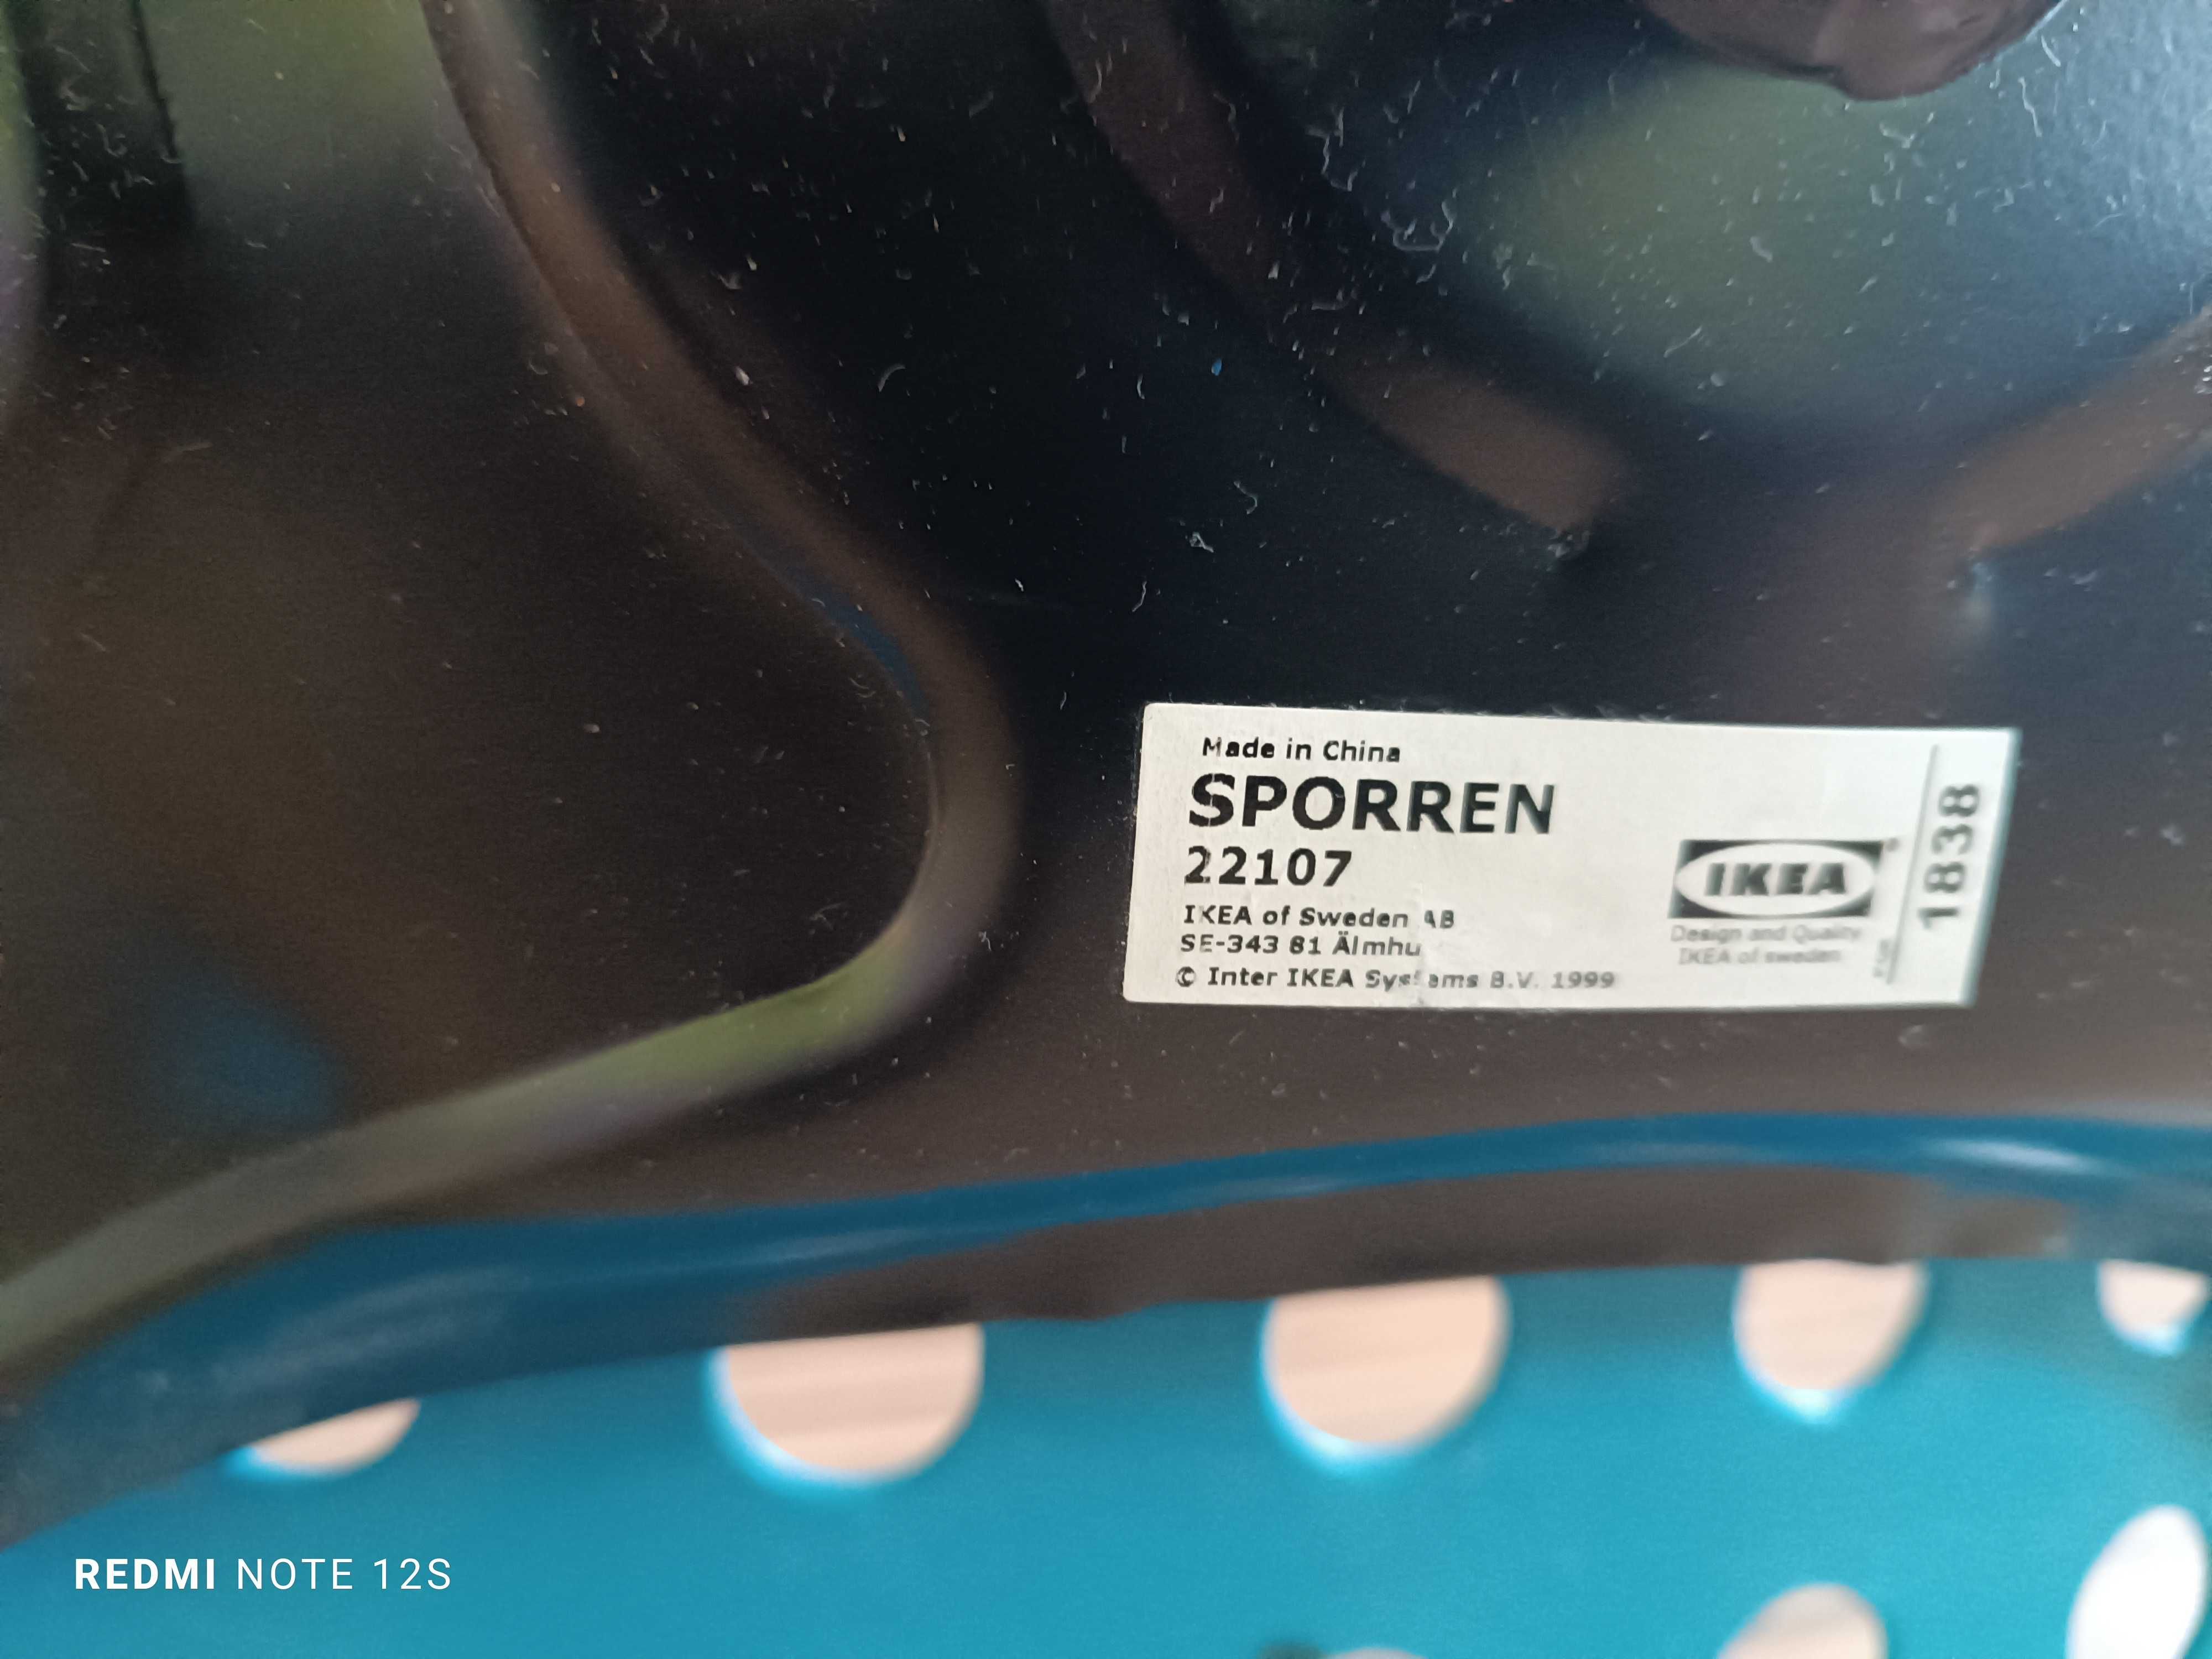 Made in China
SPORREN
22107
IKEA of Sweden AB
SE-343 81 Älmhu
© Inter IKEA Systems B.V. 1999
IKEA
Design and Quality
IKEA of Sweden
1838
REDMI NOTE 12S